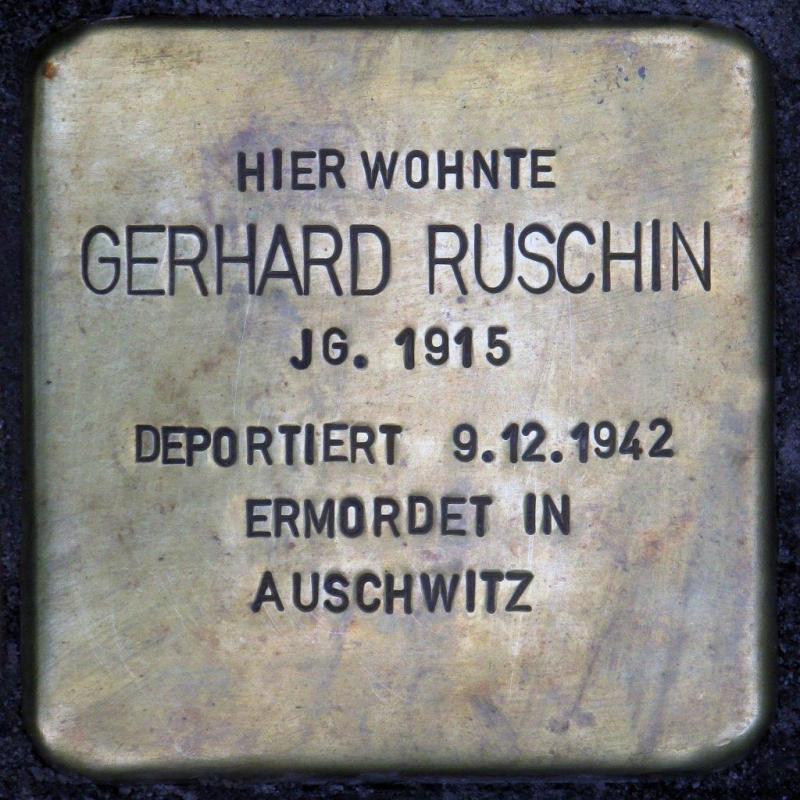 HIER WOHNTE
GERHARD RUSCHIN
JG. 1915
DEPORTIERT 9.12.1942
ERMORDET IN
AUSCHWITZ